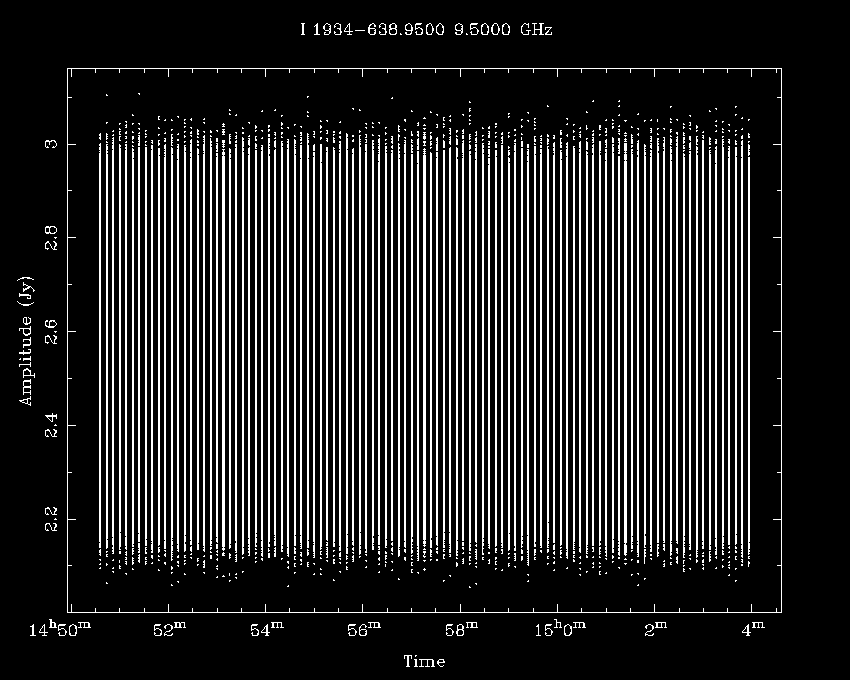 I 1934−638.9500 9.5000 GHz
Amplitude (Jy)
3
2.8
2.6
2.4
2.2
14ʰ50ᵐ 52ᵐ 54ᵐ 56ᵐ 58ᵐ 15ʰ0ᵐ 2ᵐ 4ᵐ
Time